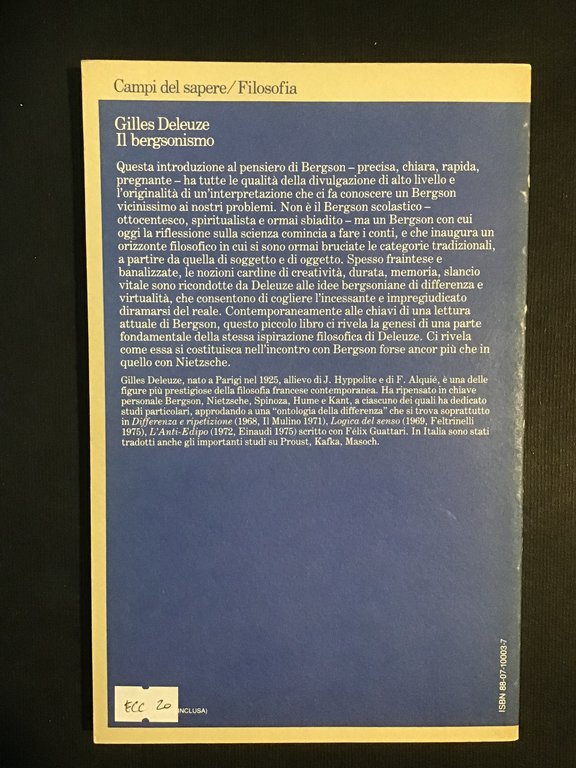 Campi del sapere/Filosofia
Gilles Deleuze
Il bergsonismo
Questa introduzione al pensiero di Bergson – precisa, chiara, rapida,
pregnante – ha tutte le qualità della divulgazione di alto livello e
l'originalità di un'interpretazione che ci fa conoscere un Bergson
vicinissimo ai nostri problemi. Non è il Bergson scolastico –
ottocentesco, spiritualista e ormai sbiadito – ma un Bergson con cui
oggi la riflessione sulla scienza comincia a fare i conti, e che inaugura un
orizzonte filosofico in cui si sono ormai bruciate le categorie tradizionali,
a partire da quella di soggetto e di oggetto. Spesso fraintese e
banalizzate, le nozioni cardine di creatività, durata, memoria, slancio
vitale sono ricondotte da Deleuze alle idee bergsoniane di differenza e
virtualità, che consentono di cogliere l'incessante e impregiudicato
diramarsi del reale. Contemporaneamente alle chiavi di una lettura
attuale di Bergson, questo piccolo libro ci rivela la genesi di una parte
fondamentale della stessa ispirazione filosofica di Deleuze. Ci rivela
come essa si costituisca nell'incontro con Bergson forse ancor più che in
quello con Nietzsche.
Gilles Deleuze, nato a Parigi nel 1925, allievo di J. Hyppolite e di F. Alquié, è una delle
figure più prestigiose della filosofia francese contemporanea. Ha ripensato in chiave
personale Bergson, Nietzsche, Spinoza, Hume e Kant, a ciascuno dei quali ha dedicato
studi particolari, approdando a una "ontologia della differenza" che si trova soprattutto
in Differenza e ripetizione (1968, Il Mulino 1971), Logica del senso (1969, Feltrinelli
1975), L'Anti-Edipo (1972, Einaudi 1975) scritto con Félix Guattari. In Italia sono stati
tradotti anche gli importanti studi su Proust, Kafka, Masoch.
ISBN 88-07-10003-7
ECC 20
INCLUSA)